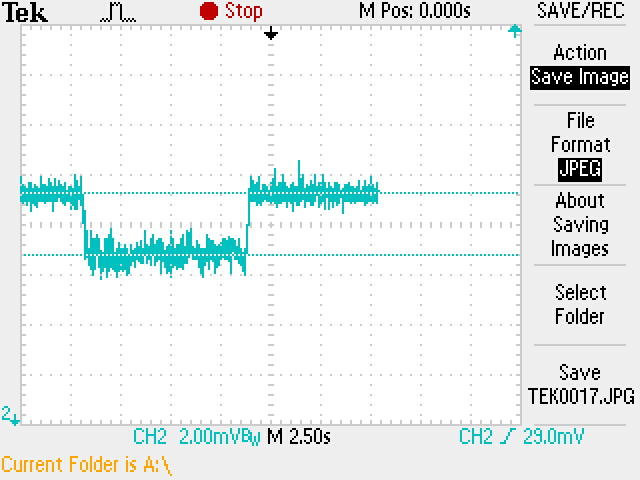 Tek Stop M Pos: 0.000s SAVE/REC
Action
Save Image
File
Format
JPEG
About
Saving
Images
Select
Folder
Save
TEK0017.JPG
2
CH2 2.00mVBw M 2.50s CH2 29.0mV
Current Folder is A:\